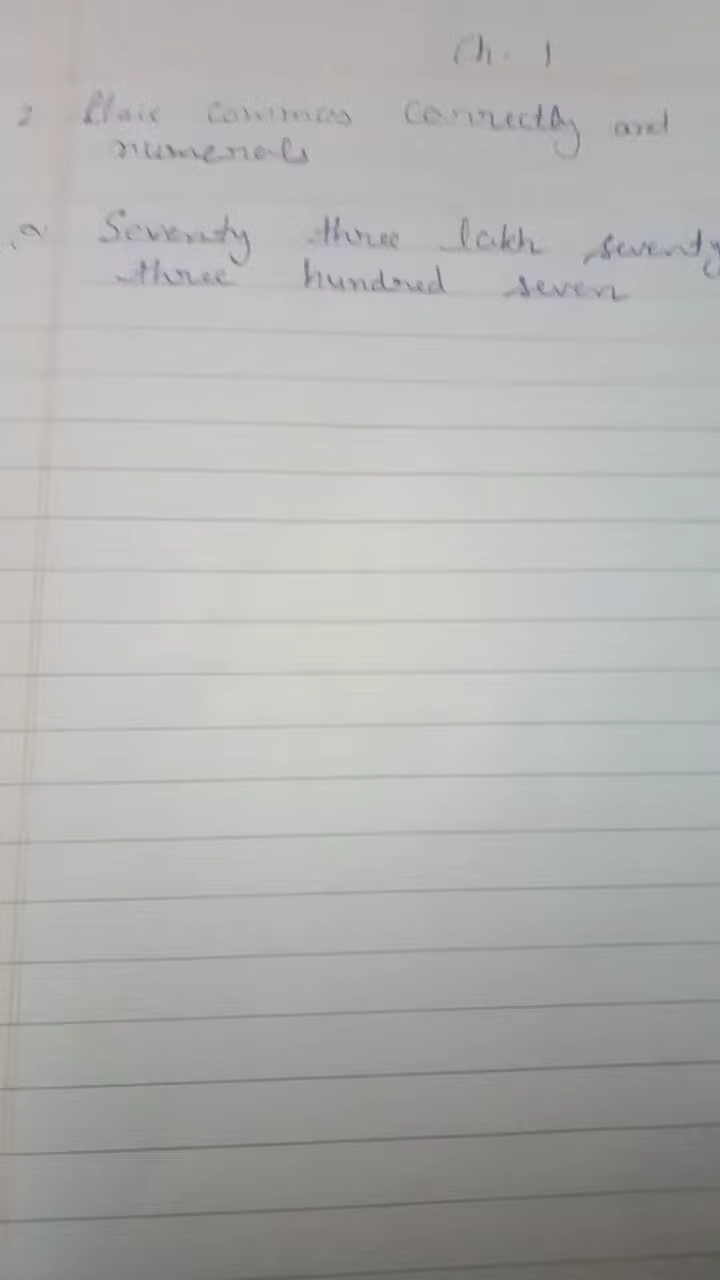 Ch. 1
2 Place commas correctly and
numerals
a Seventy three lakh seventy
three hundred seven